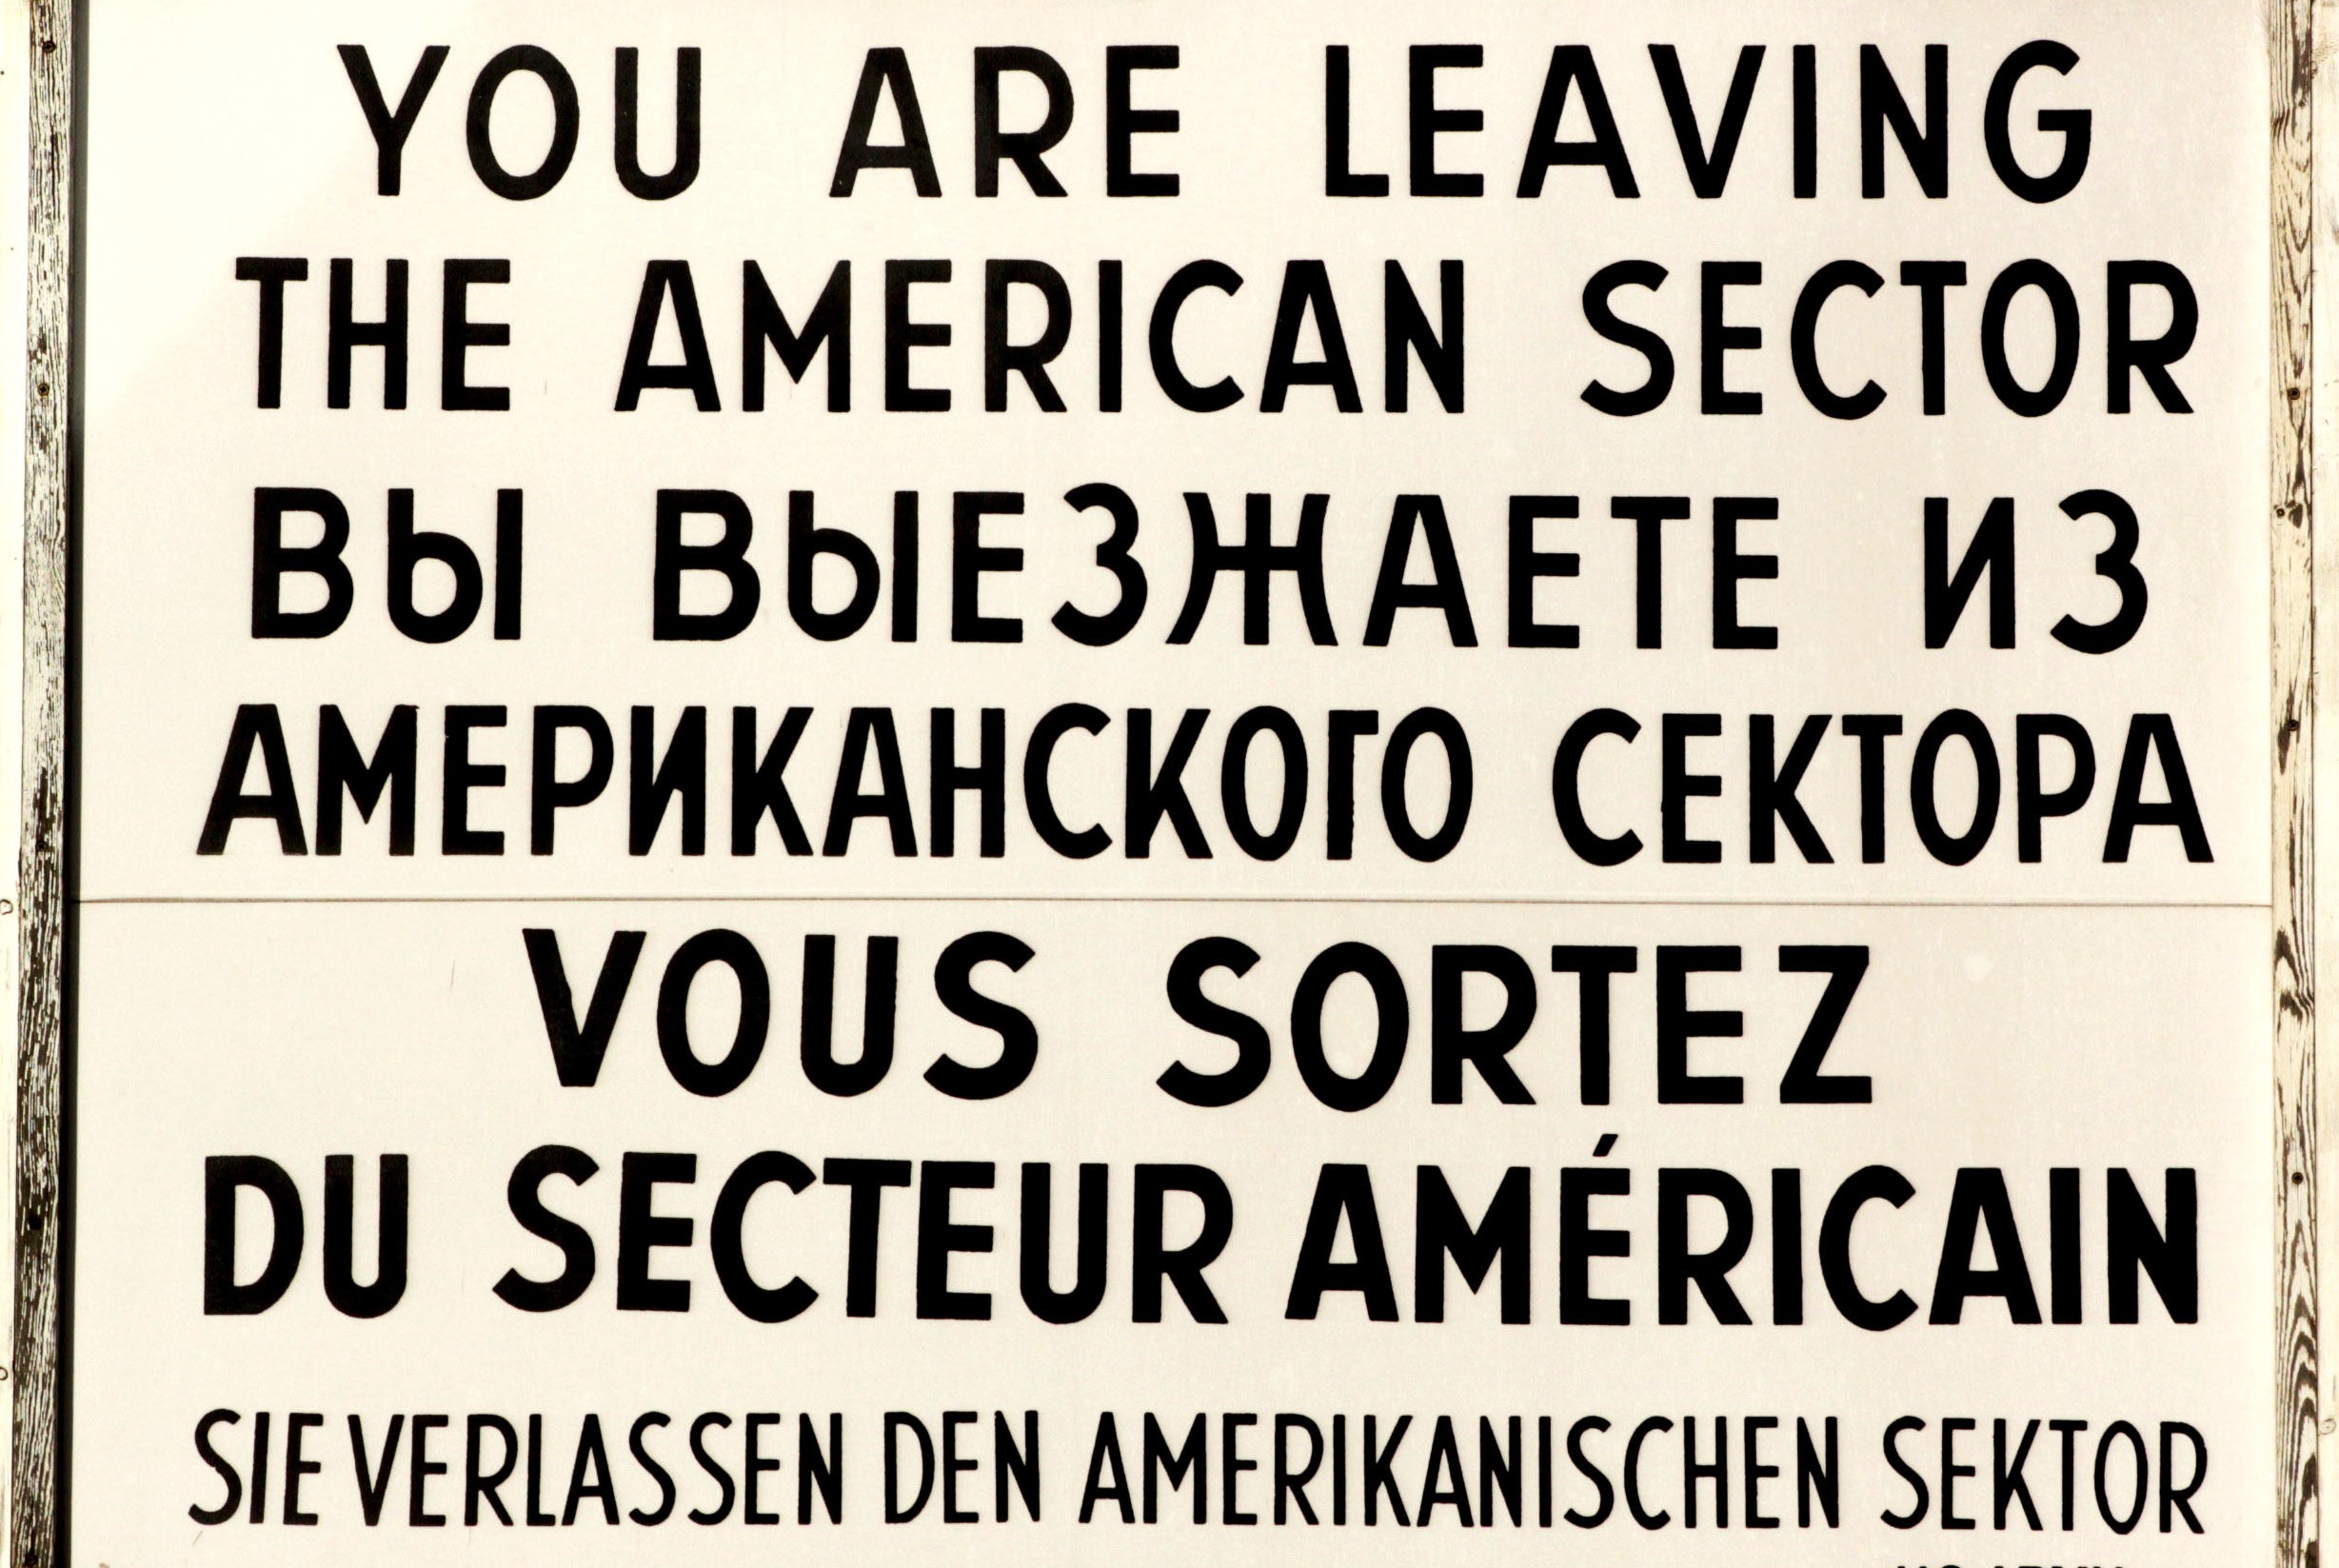 YOU ARE LEAVING
THE AMERICAN SECTOR
ВЫ ВЫЕЗЖАЕТЕ ИЗ
АМЕРИКАНСКОГО СЕКТОРА
VOUS SORTEZ
DU SECTEUR AMÉRICAIN
SIE VERLASSEN DEN AMERIKANISCHEN SEKTOR